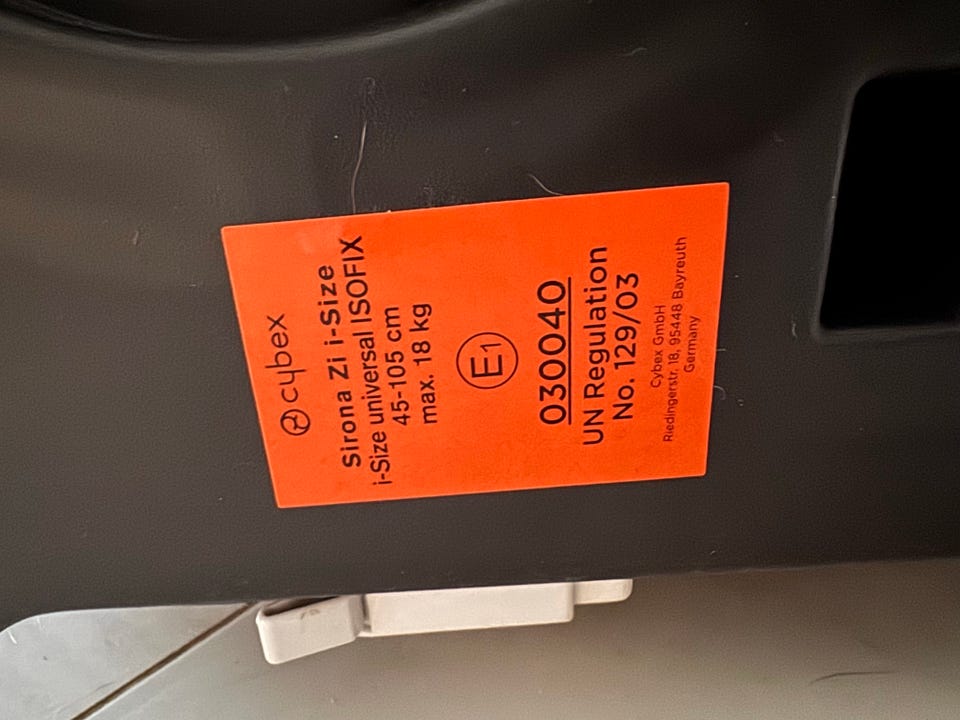 cybex
Sirona Zi i-Size
i-Size universal ISOFIX
45-105 cm
max. 18 kg
E1
030040
UN Regulation
No. 129/03
Cybex GmbH
Riedingerstr. 18, 95448 Bayreuth
Germany